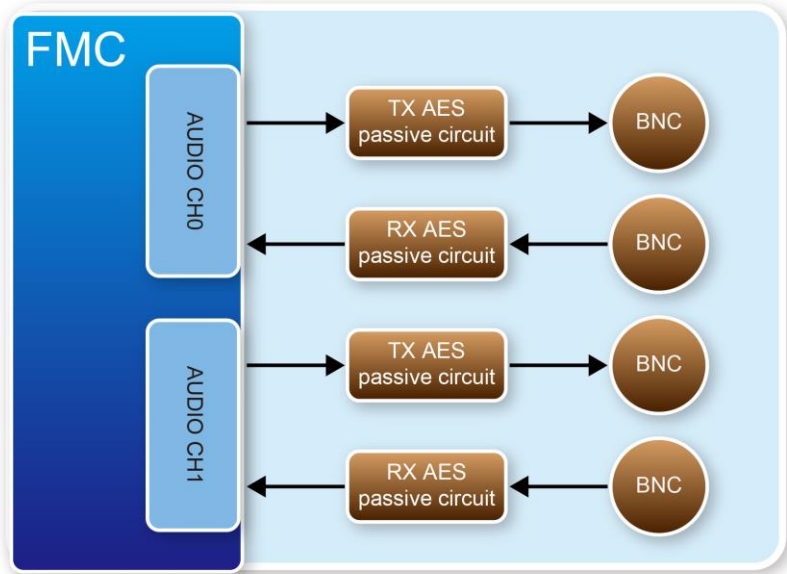 FMC
AUDIO CH0
TX AES
passive circuit
BNC
RX AES
passive circuit
BNC
AUDIO CH1
TX AES
passive circuit
BNC
RX AES
passive circuit
BNC